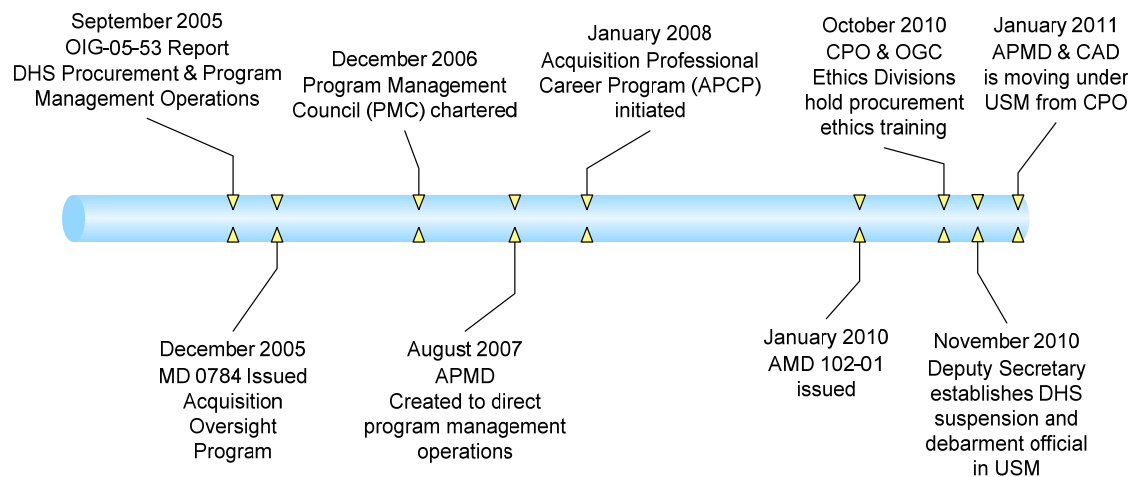 September 2005
OIG-05-53 Report
DHS Procurement & Program
Management Operations
December 2006
Program Management
Council (PMC) chartered
January 2008
Acquisition Professional
Career Program (APCP)
initiated
October 2010
CPO & OGC
Ethics Divisions
hold procurement
ethics training
January 2011
APMD & CAD
is moving under
USM from CPO
December 2005
MD 0784 Issued
Acquisition
Oversight
Program
August 2007
APMD
Created to direct
program management
operations
January 2010
AMD 102-01
issued
November 2010
Deputy Secretary
establishes DHS
suspension and
debarment official
in USM